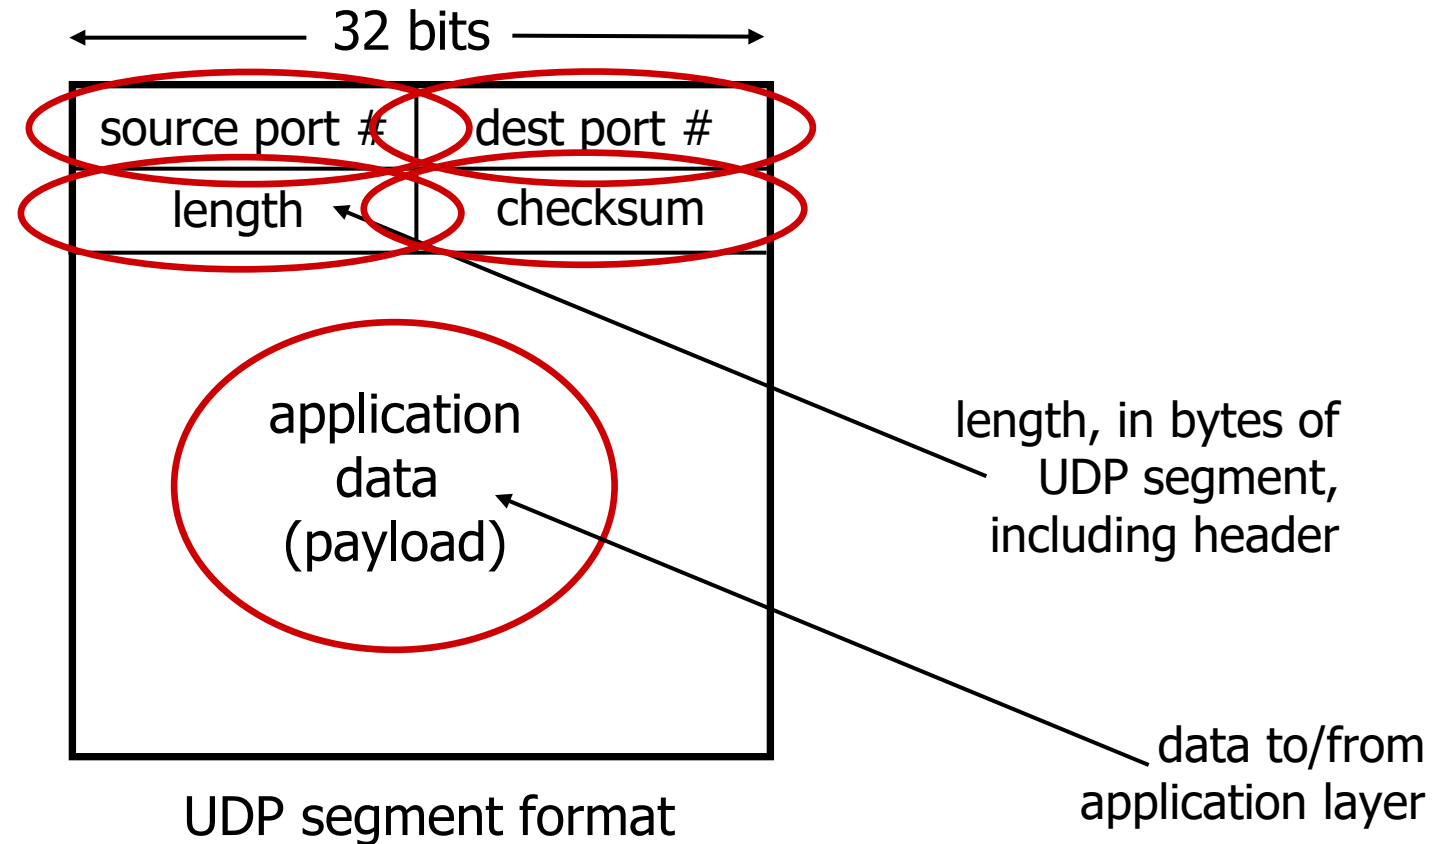 32 bits
source port #
dest port #
length
checksum
application
data
(payload)
length, in bytes of
UDP segment,
including header
data to/from
application layer
UDP segment format